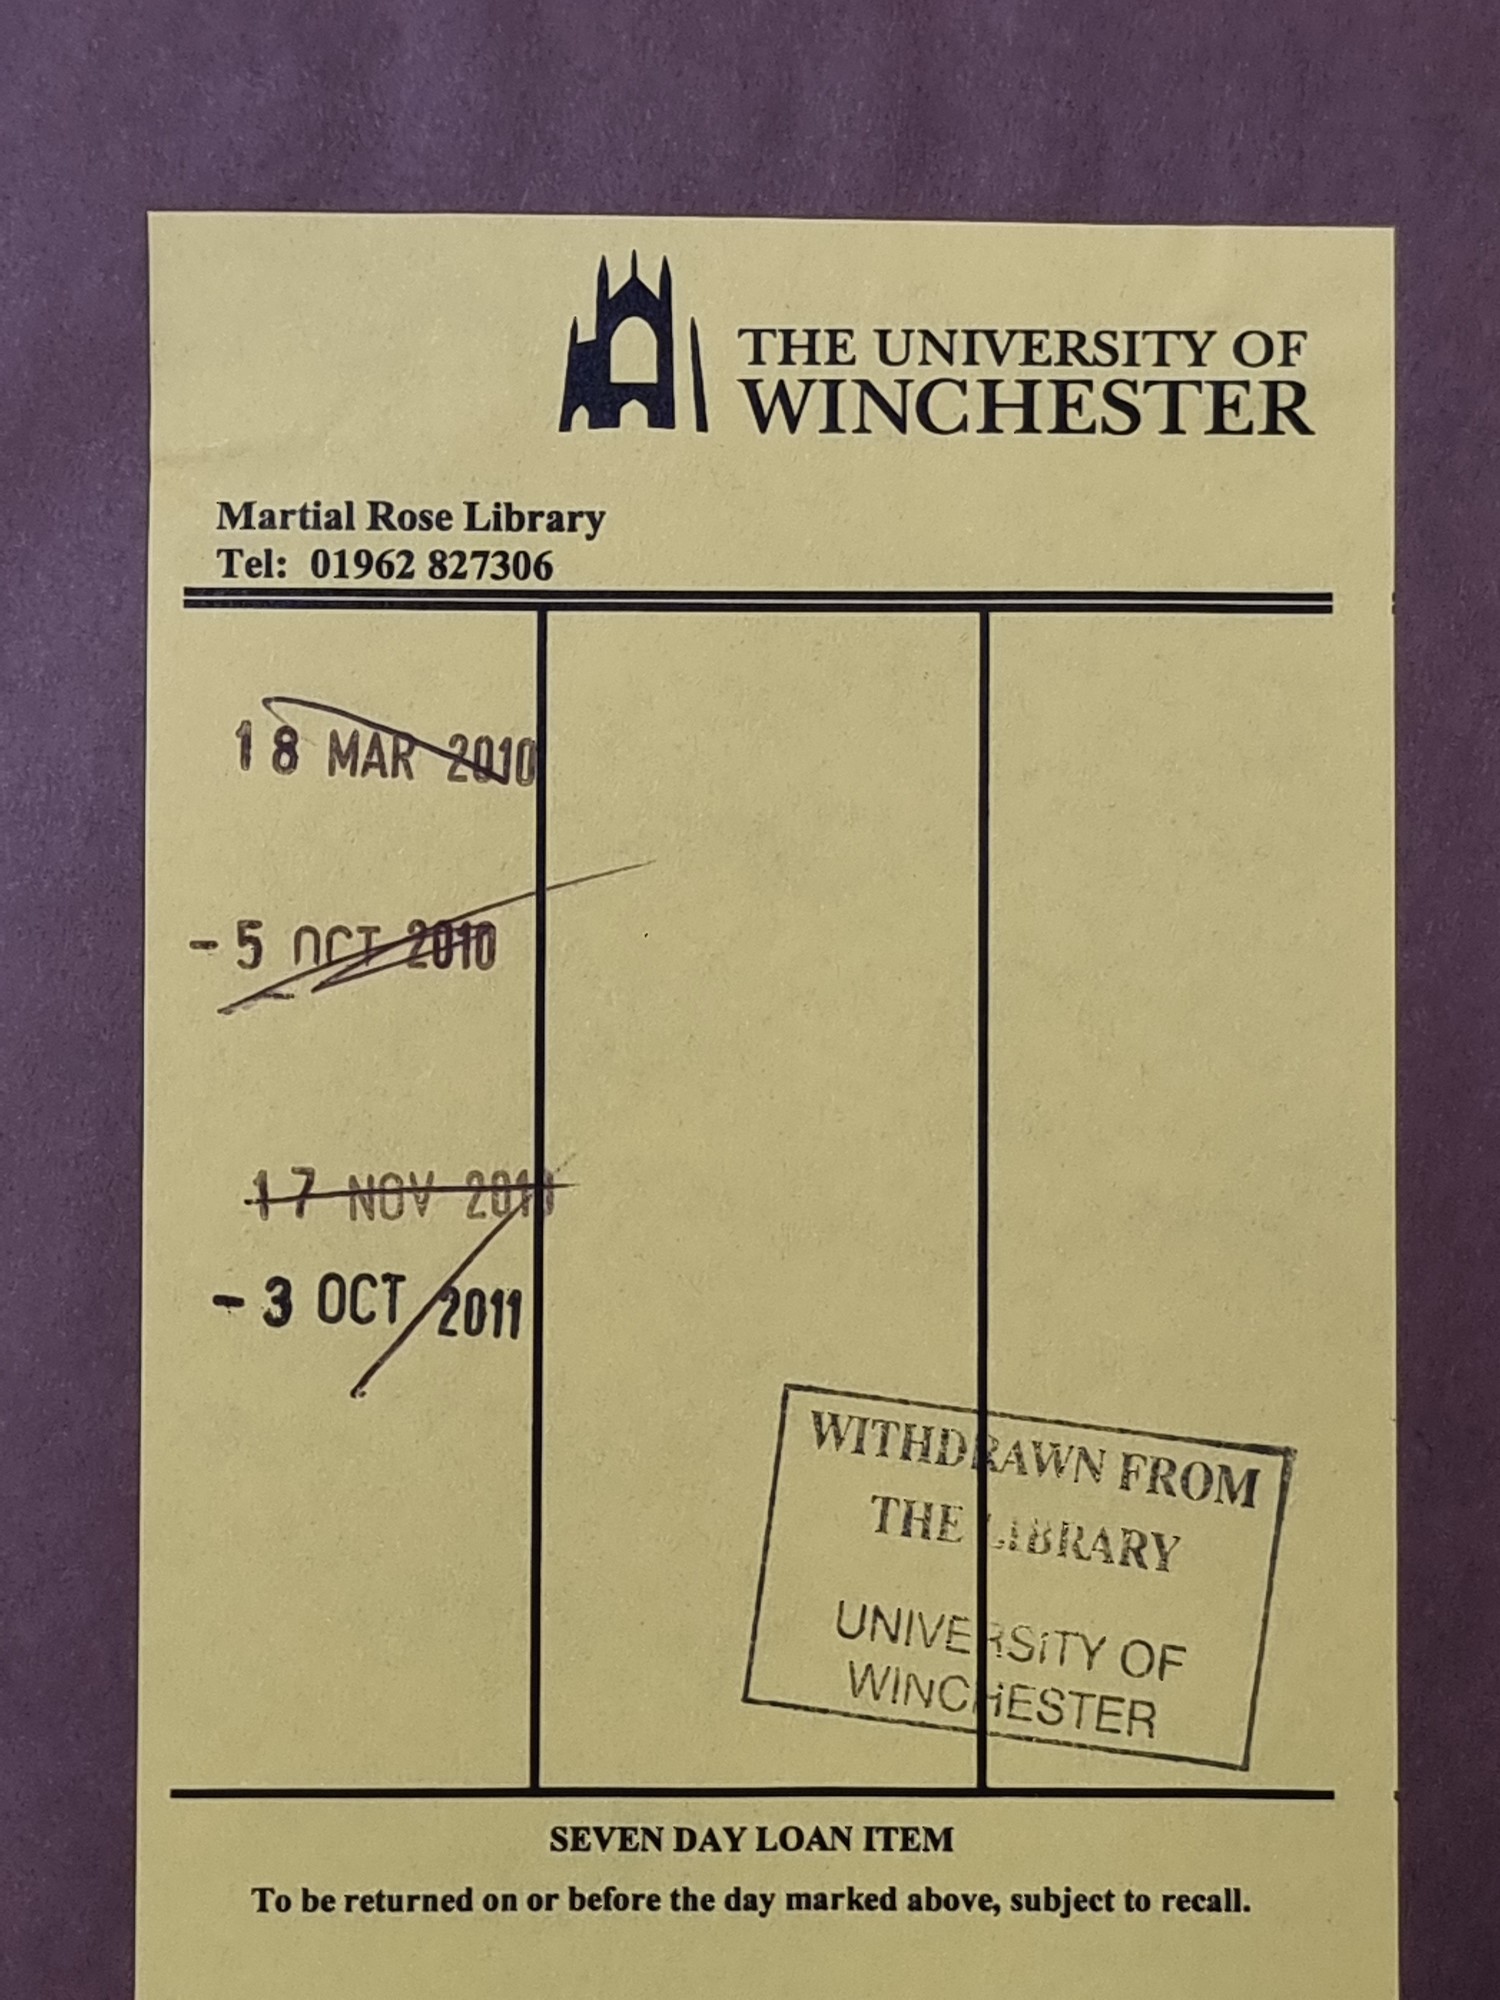 THE UNIVERSITY OF
WINCHESTER
Martial Rose Library
Tel: 01962 827306
18 MAR 2010
- 5 OCT 2010
17 NOV 2010
- 3 OCT 2011
WITHDRAWN FROM
THE LIBRARY
UNIVERSITY OF
WINCHESTER
SEVEN DAY LOAN ITEM
To be returned on or before the day marked above, subject to recall.